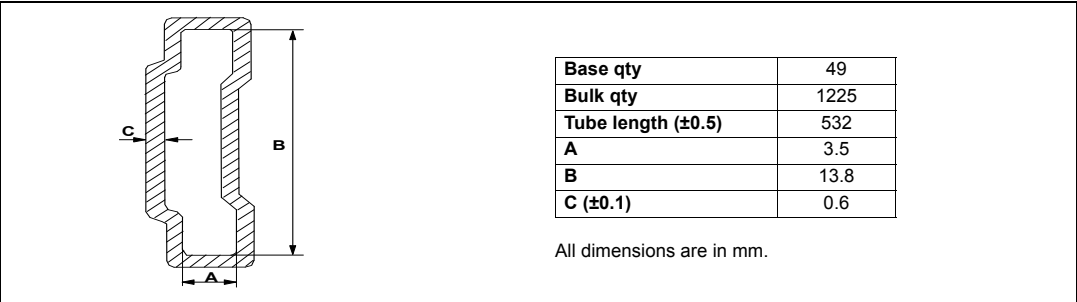 C
B
A
Base qty 49
Bulk qty 1225
Tube length (±0.5) 532
A 3.5
B 13.8
C (±0.1) 0.6
All dimensions are in mm.